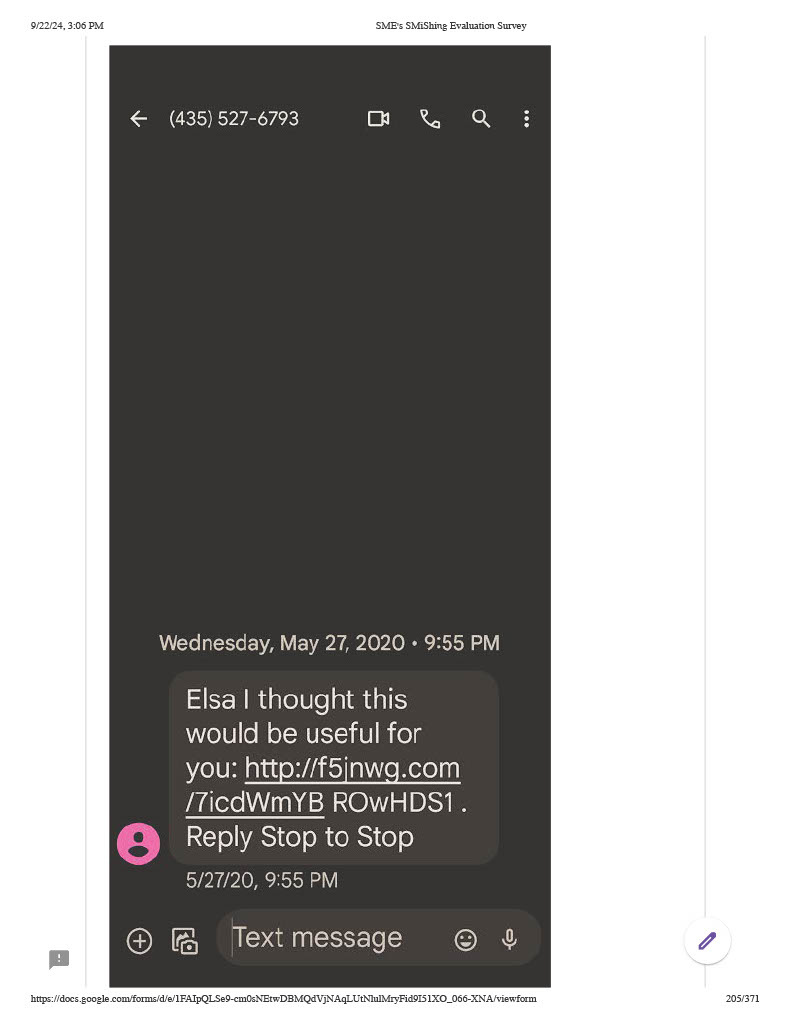 9/22/24, 3:06 PM SME's SMiShing Evaluation Survey
(435) 527-6793
Wednesday, May 27, 2020 • 9:55 PM
Elsa I thought this
would be useful for
you: http://f5jnwg.com
/7icdWmYB ROwHDS1 .
Reply Stop to Stop
5/27/20, 9:55 PM
Text message
https://docs.google.com/forms/d/e/1FAIpQLSe9-cm0sNEtwDBMQdVjNAqLUtNlulMryFid9I51XO_066-XNA/viewform 205/371